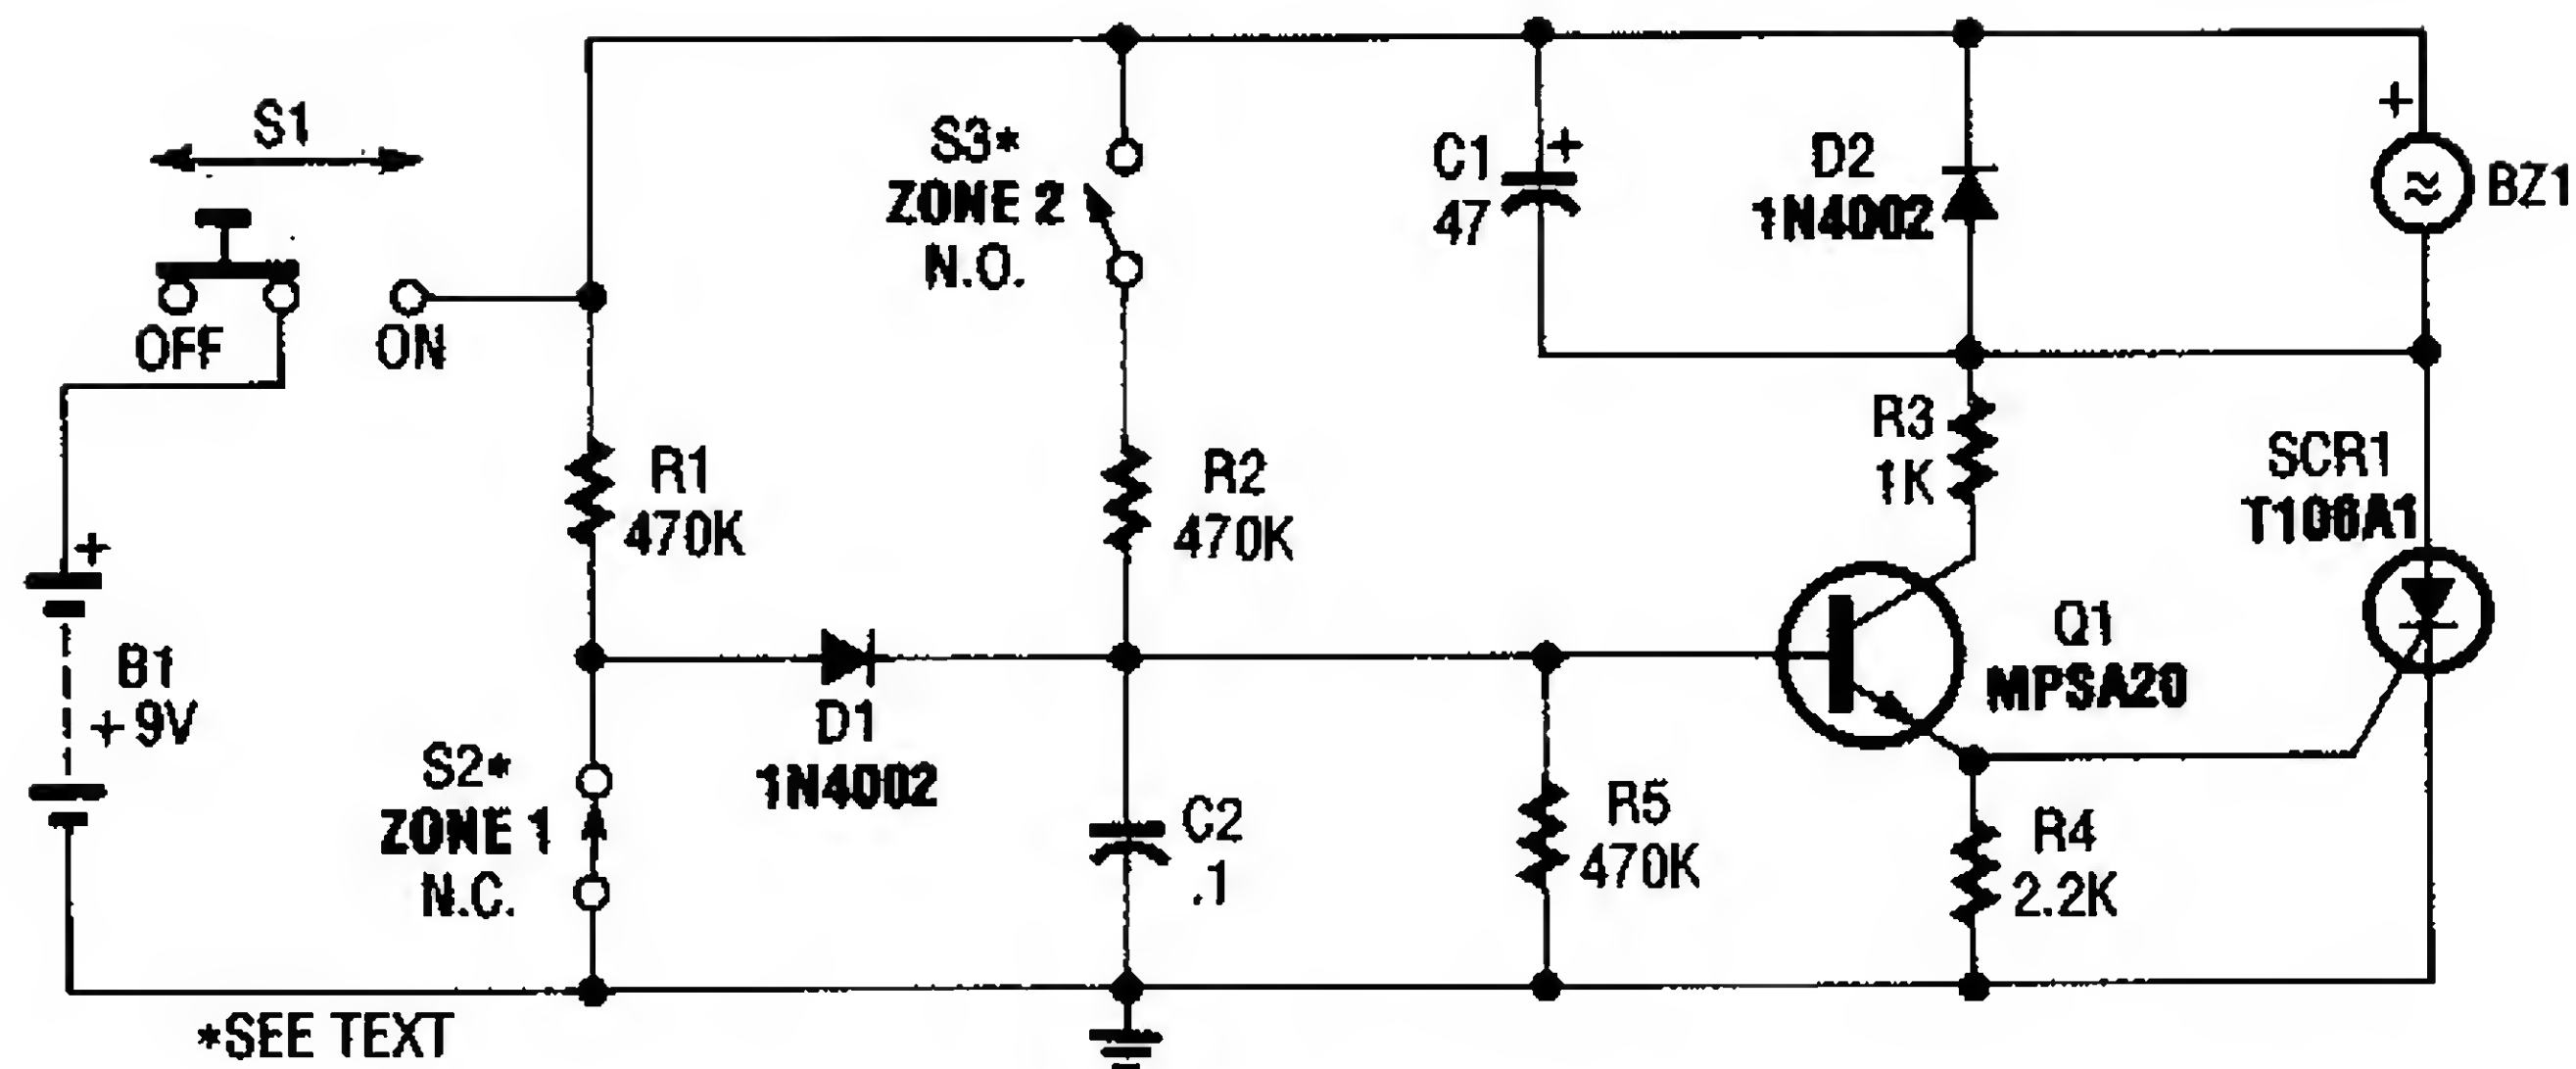 S1
OFF
ON
+
B1
+9V
R1
470K
S2*
ZONE 1
N.C.
*SEE TEXT
S3*
ZONE 2
N.O.
R2
470K
D1
1N4002
C2
.1
C1
+
47
D2
1N4002
R3
1K
R5
470K
Q1
MPSA20
R4
2.2K
+
BZ1
SCR1
T106A1